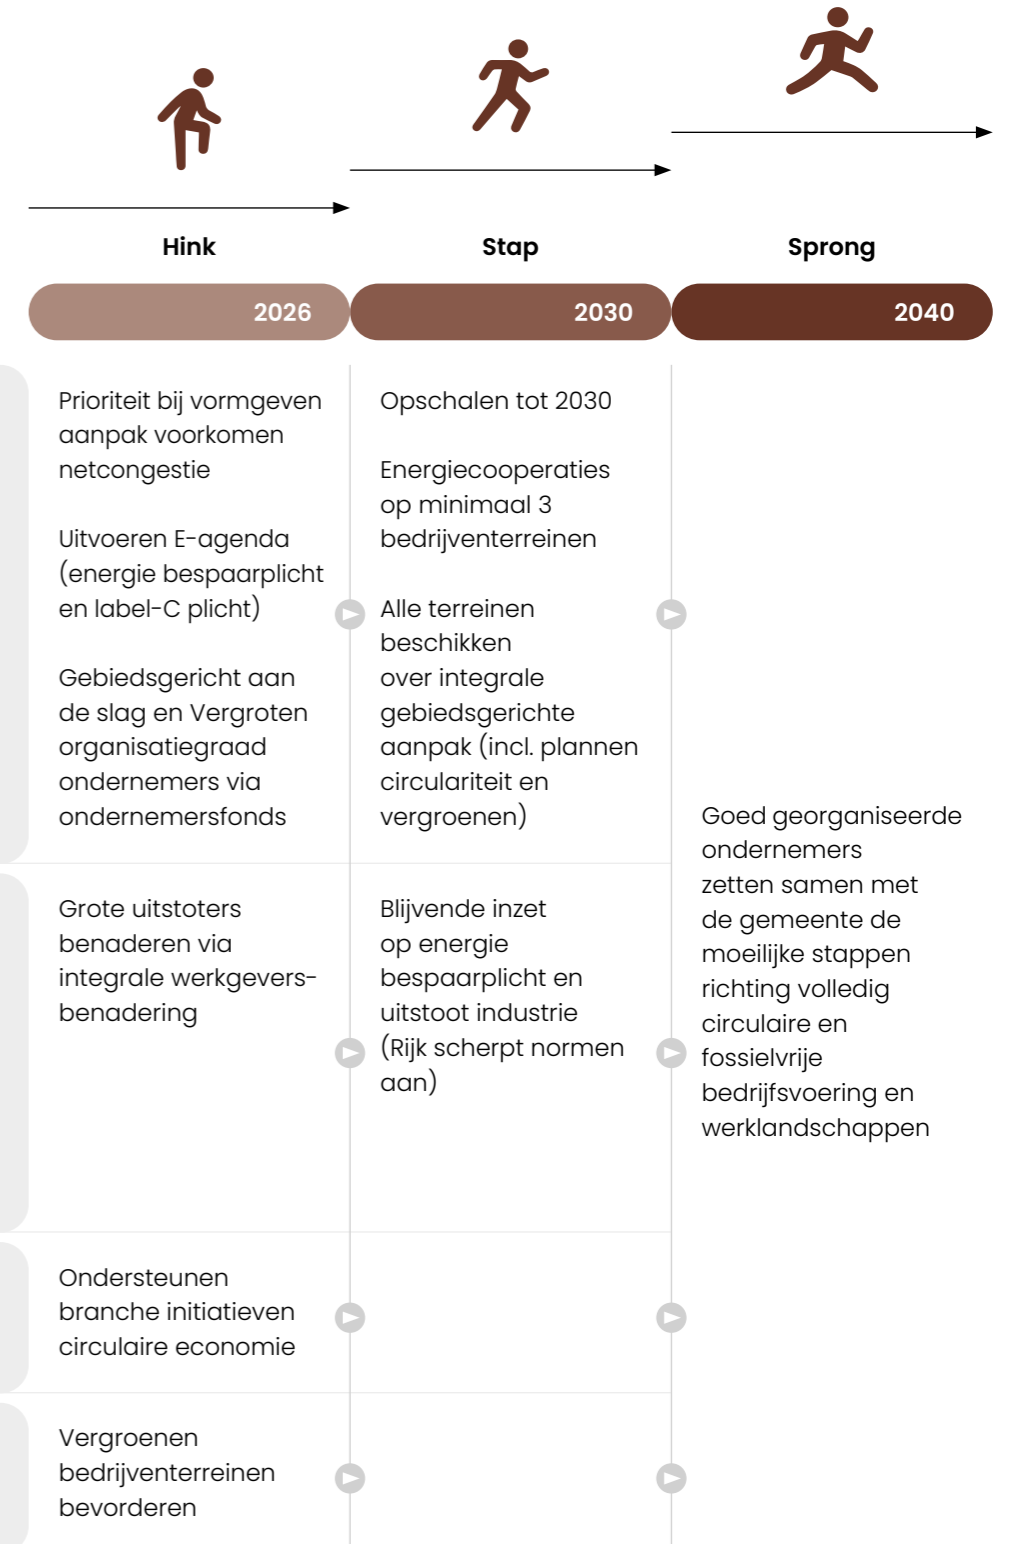 Hink
Stap
Sprong
2026
2030
2040
Prioriteit bij vormgeven
aanpak voorkomen
netcongestie
Uitvoeren E-agenda
(energie bespaarplicht
en label-C plicht)
Gebiedsgericht aan
de slag en Vergroten
organisatiegraad
ondernemers via
ondernemersfonds
Opschalen tot 2030
Energiecooperaties
op minimaal 3
bedrijventerreinen
Alle terreinen
beschikken
over integrale
gebiedsgerichte
aanpak (incl. plannen
circulariteit en
vergroenen)
Grote uitstoters
benaderen via
integrale werkgevers-
benadering
Blijvende inzet
op energie
bespaarplicht en
uitstoot industrie
(Rijk scherpt normen
aan)
Ondersteunen
branche initiatieven
circulaire economie
Vergroenen
bedrijventerreinen
bevorderen
Goed georganiseerde
ondernemers
zetten samen met
de gemeente de
moeilijke stappen
richting volledig
circulaire en
fossielvrije
bedrijfsvoering en
werklandschappen